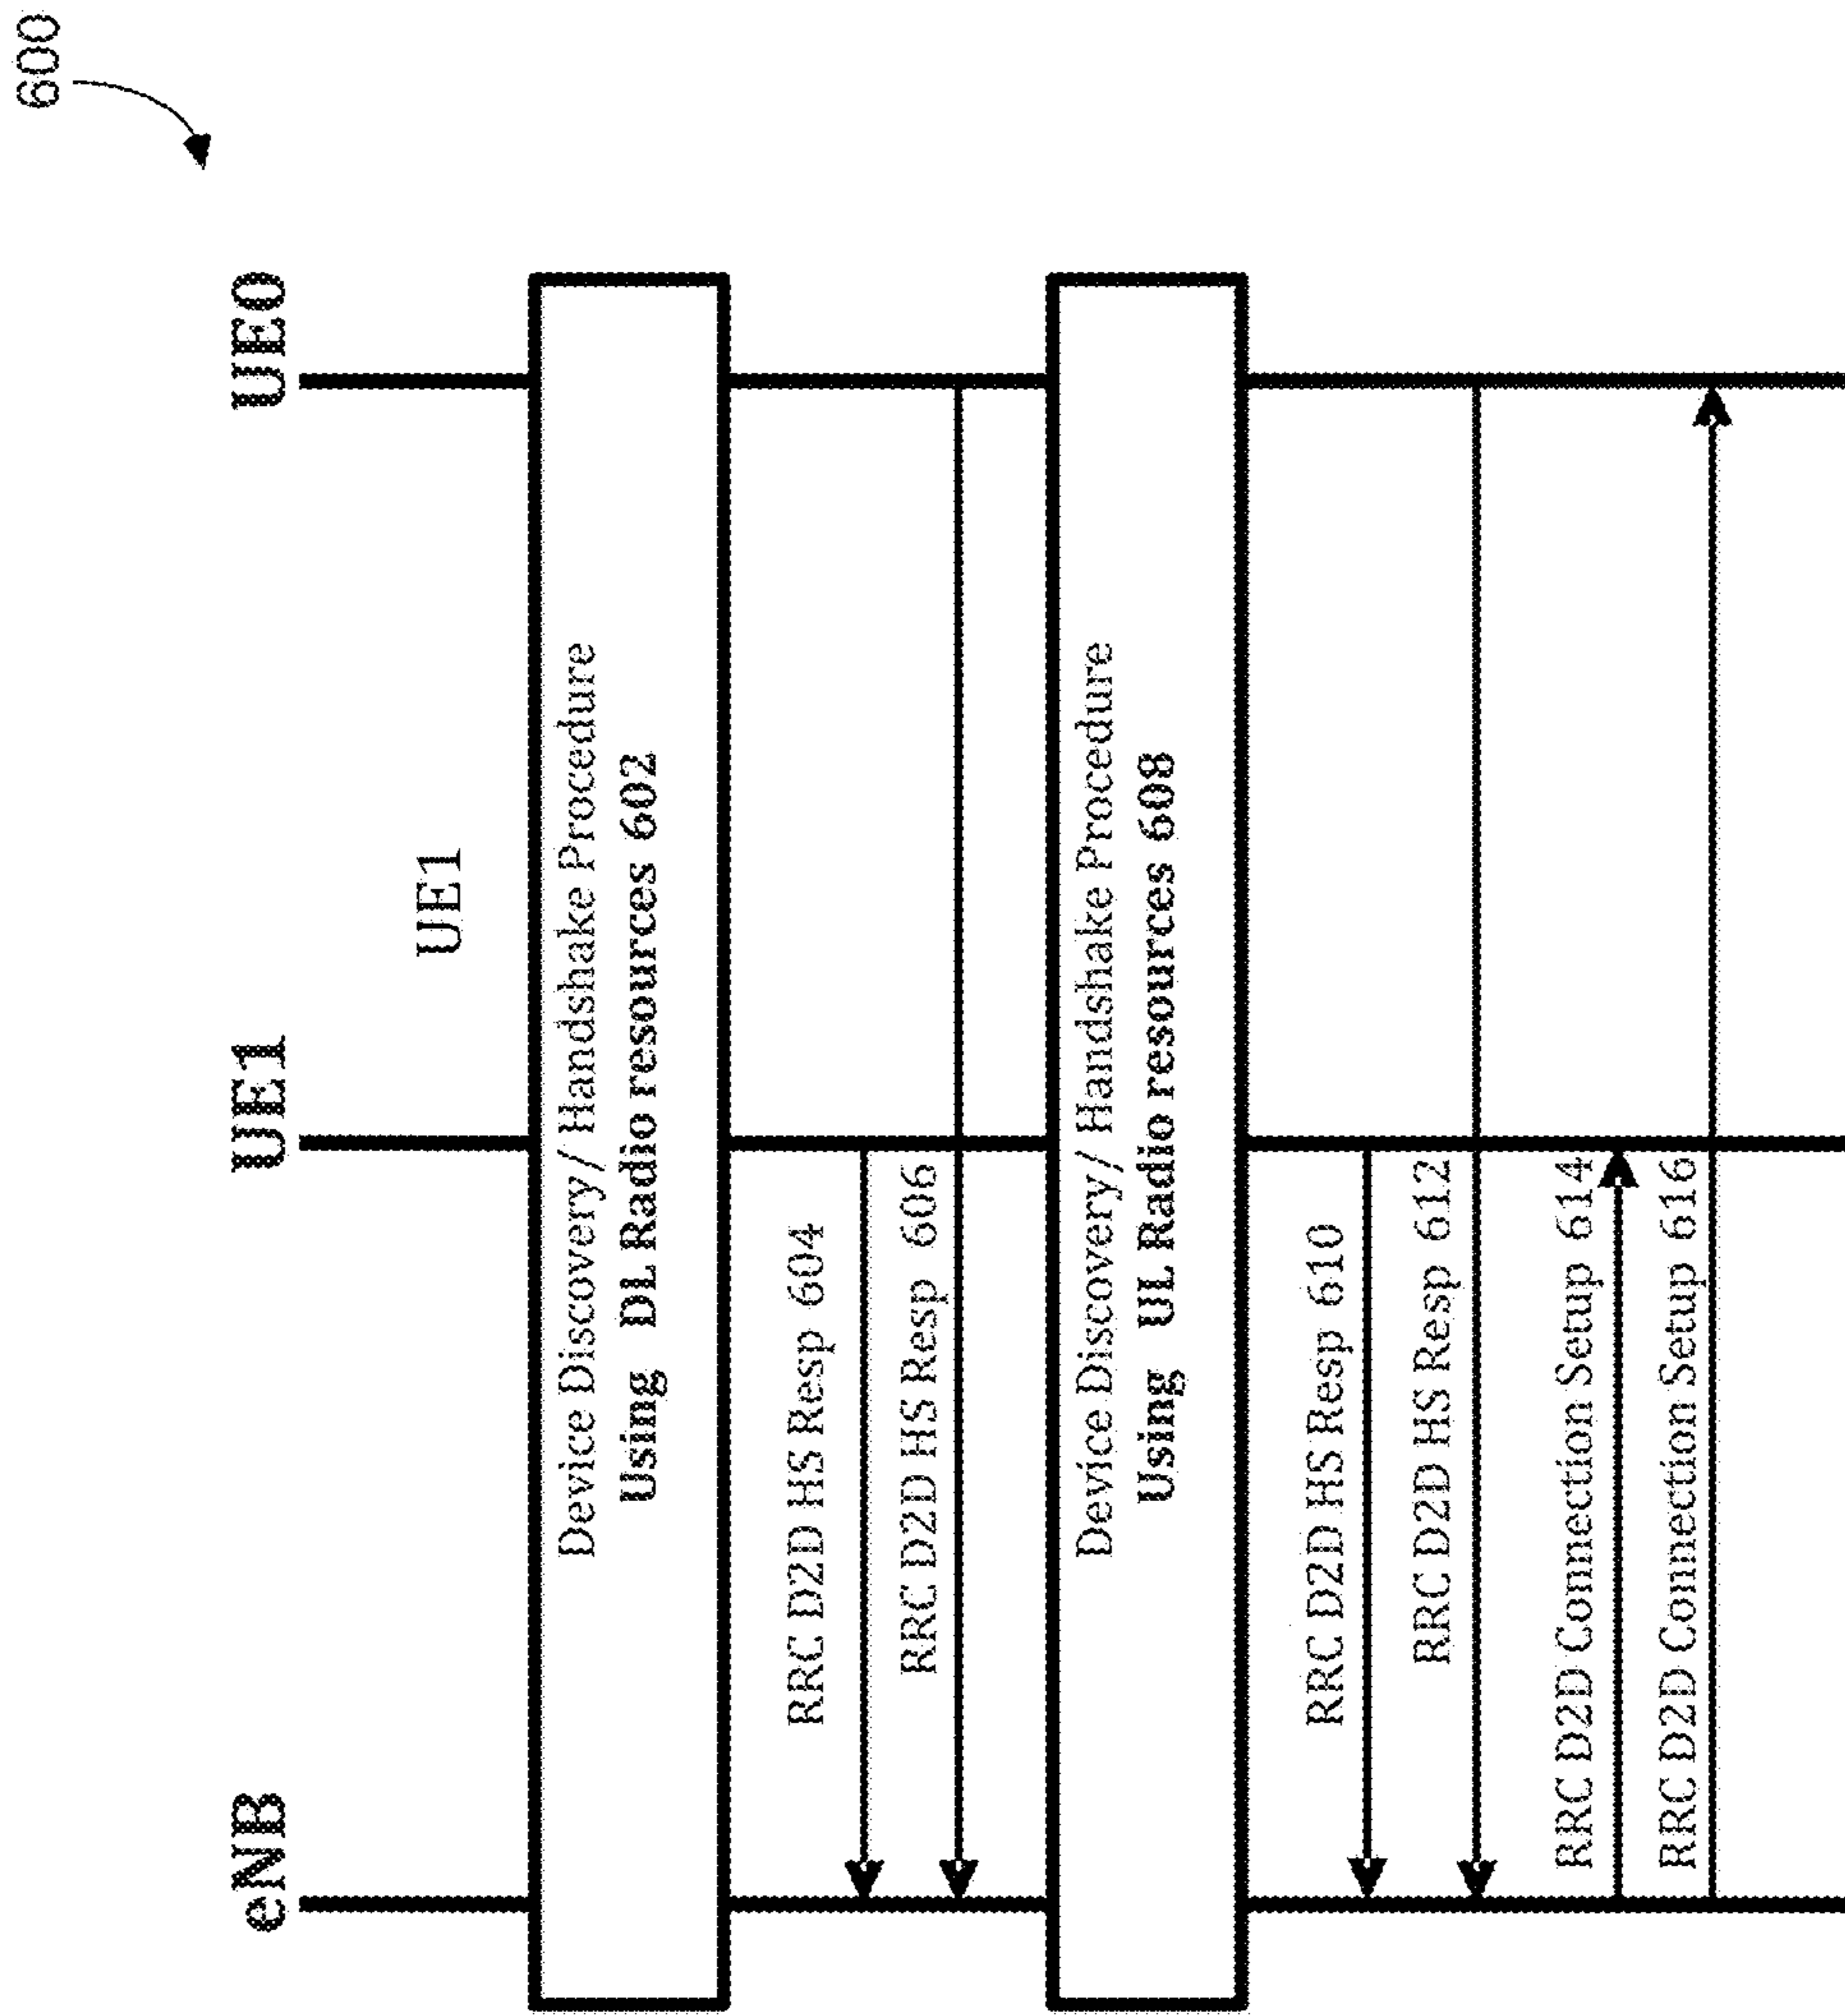 600
eNB
UE1
UE0
UE1
Device Discovery/ Handshake Procedure
Using DL Radio resources 602
RRC D2D HS Resp 604
RRC D2D HS Resp 606
Device Discovery/ Handshake Procedure
Using UL Radio resources 608
RRC D2D HS Resp 610
RRC D2D HS Resp 612
RRC D2D Connection Setup 614
RRC D2D Connection Setup 616